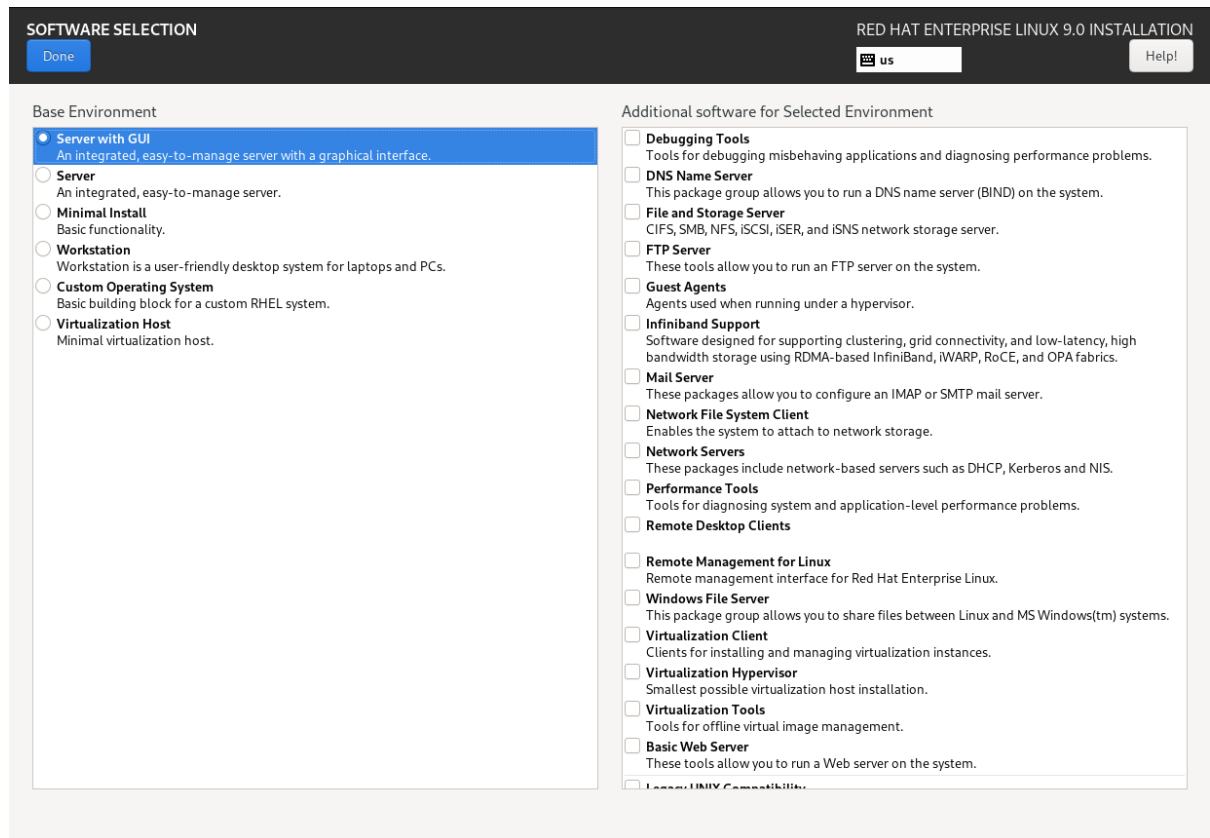 SOFTWARE SELECTION
Done
RED HAT ENTERPRISE LINUX 9.0 INSTALLATION
us
Help!
Base Environment
Server with GUI
An integrated, easy-to-manage server with a graphical interface.
Server
An integrated, easy-to-manage server.
Minimal Install
Basic functionality.
Workstation
Workstation is a user-friendly desktop system for laptops and PCs.
Custom Operating System
Basic building block for a custom RHEL system.
Virtualization Host
Minimal virtualization host.
Additional software for Selected Environment
Debugging Tools
Tools for debugging misbehaving applications and diagnosing performance problems.
DNS Name Server
This package group allows you to run a DNS name server (BIND) on the system.
File and Storage Server
CIFS, SMB, NFS, iSCSI, iSER, and iSNS network storage server.
FTP Server
These tools allow you to run an FTP server on the system.
Guest Agents
Agents used when running under a hypervisor.
Infiniband Support
Software designed for supporting clustering, grid connectivity, and low-latency, high
bandwidth storage using RDMA-based InfiniBand, iWARP, RoCE, and OPA fabrics.
Mail Server
These packages allow you to configure an IMAP or SMTP mail server.
Network File System Client
Enables the system to attach to network storage.
Network Servers
These packages include network-based servers such as DHCP, Kerberos and NIS.
Performance Tools
Tools for diagnosing system and application-level performance problems.
Remote Desktop Clients
Remote Management for Linux
Remote management interface for Red Hat Enterprise Linux.
Windows File Server
This package group allows you to share files between Linux and MS Windows(tm) systems.
Virtualization Client
Clients for installing and managing virtualization instances.
Virtualization Hypervisor
Smallest possible virtualization host installation.
Virtualization Tools
Tools for offline virtual image management.
Basic Web Server
These tools allow you to run a Web server on the system.
Legacy UNIX Compatibility